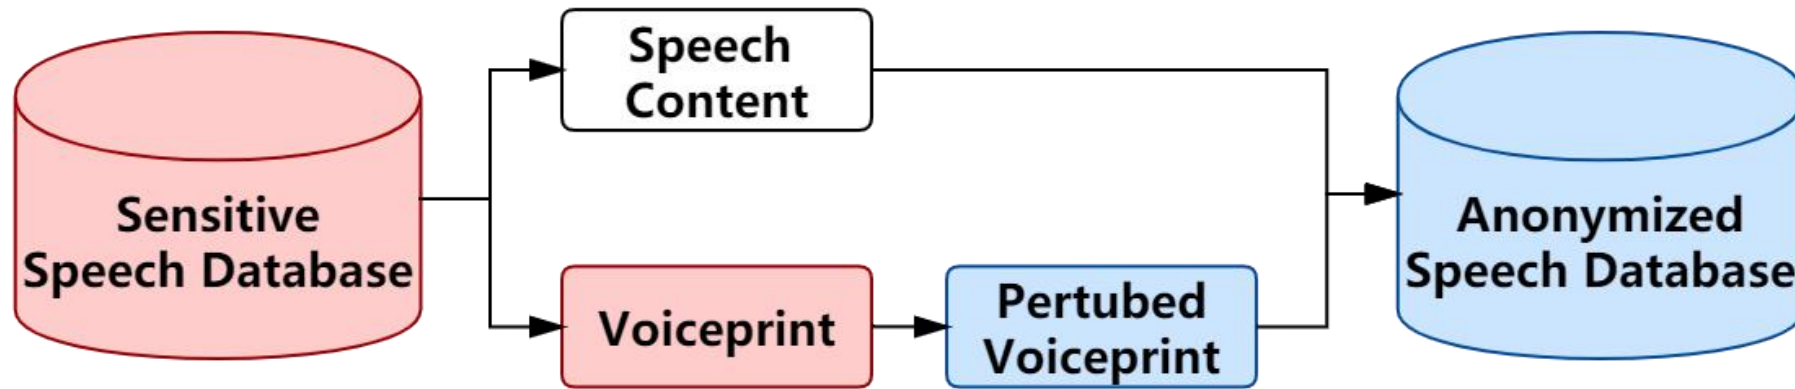 Sensitive
Speech Database
Speech
Content
Voiceprint
Pertubed
Voiceprint
Anonymized
Speech Database